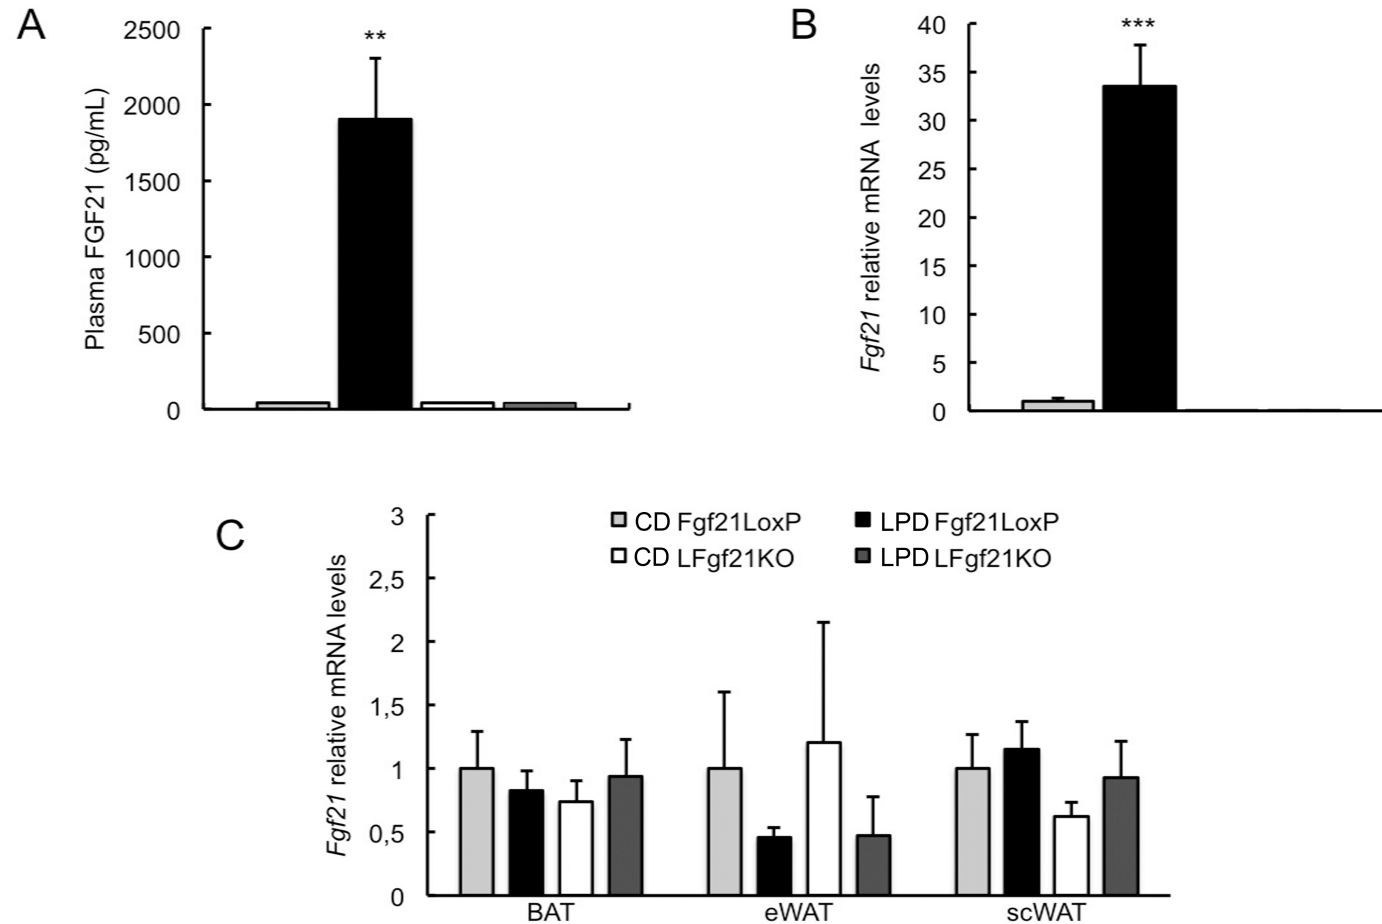 A
Plasma FGF21 (pg/mL)
2500
2000
1500
1000
500
0
**
B
Fgf21 relative mRNA levels
40
35
30
25
20
15
10
5
0
***
C
Fgf21 relative mRNA levels
3
2,5
2
1,5
1
0,5
0
CD Fgf21LoxP
LPD Fgf21LoxP
CD LFgf21KO
LPD LFgf21KO
BAT
eWAT
scWAT